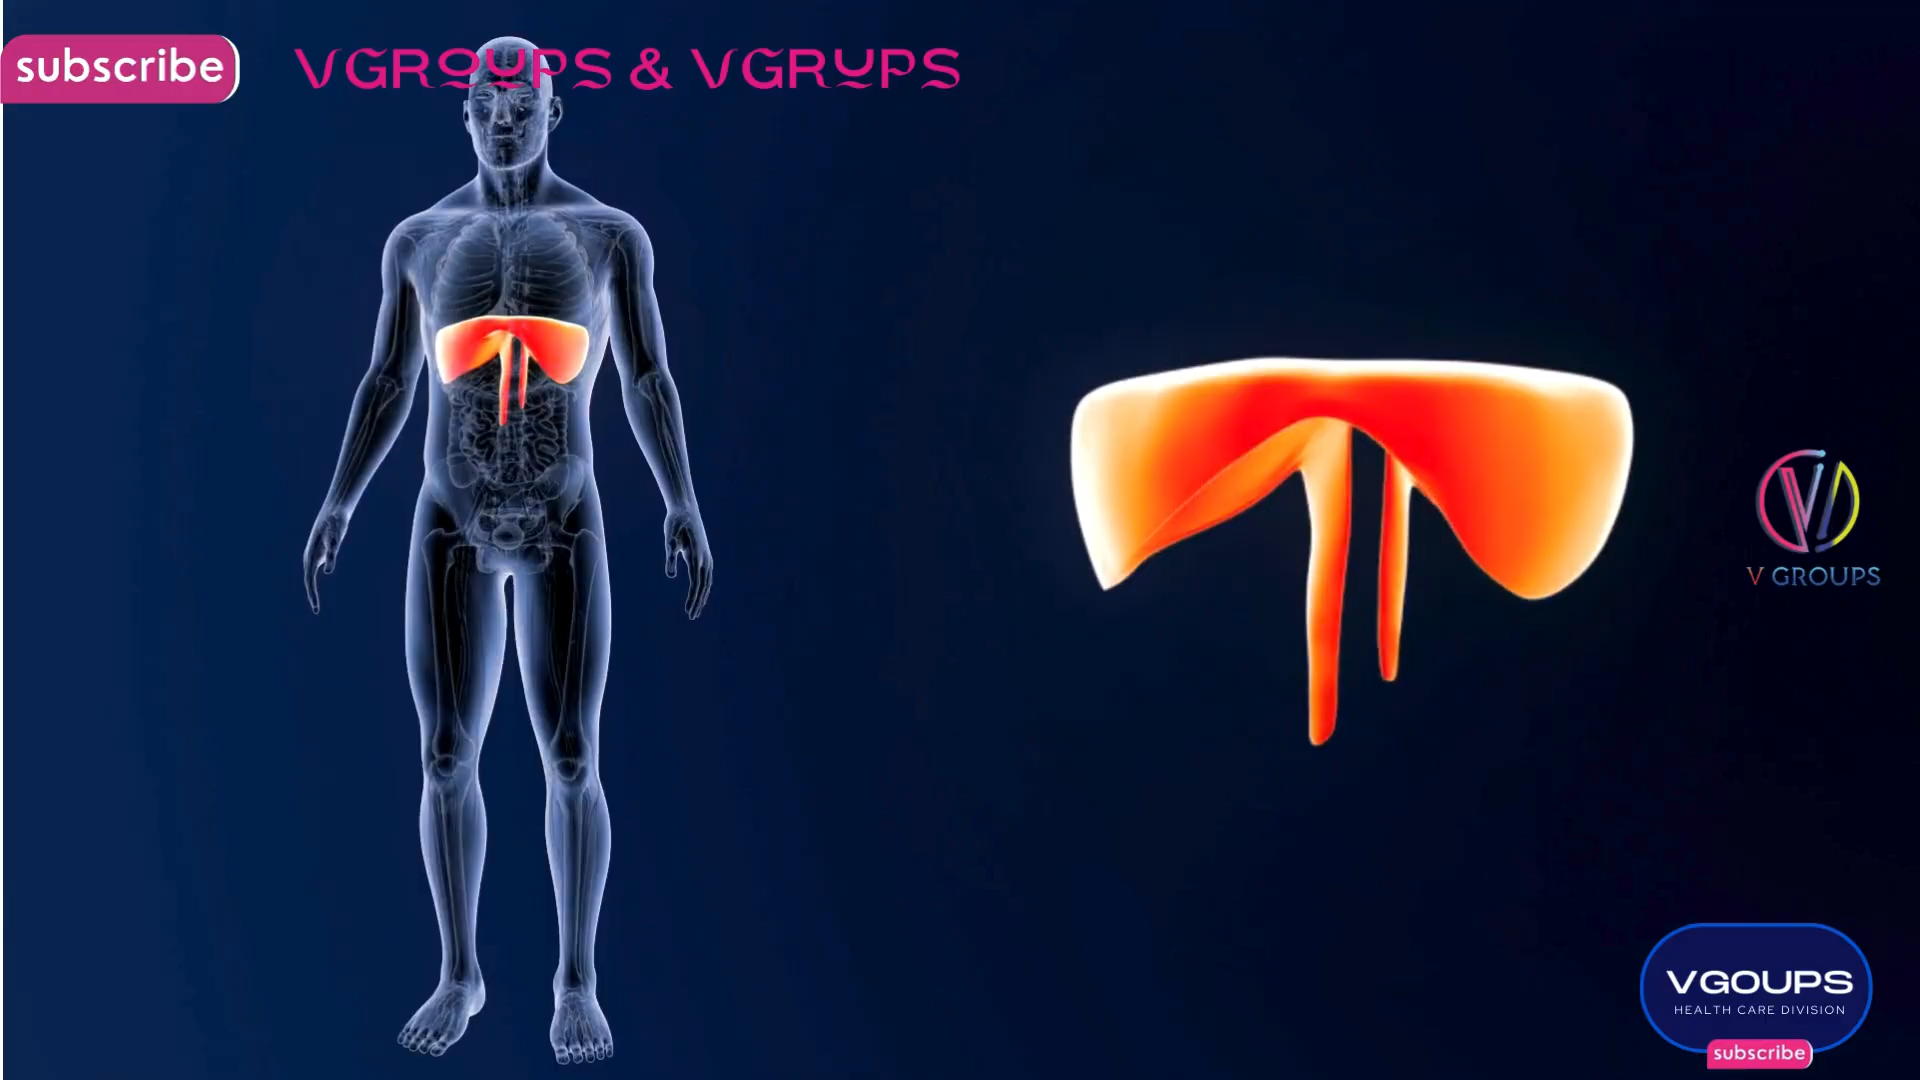 subscribe
VGROUPS & VGRUPS
V GROUPS
VGOUPS
HEALTH CARE DIVISION
subscribe